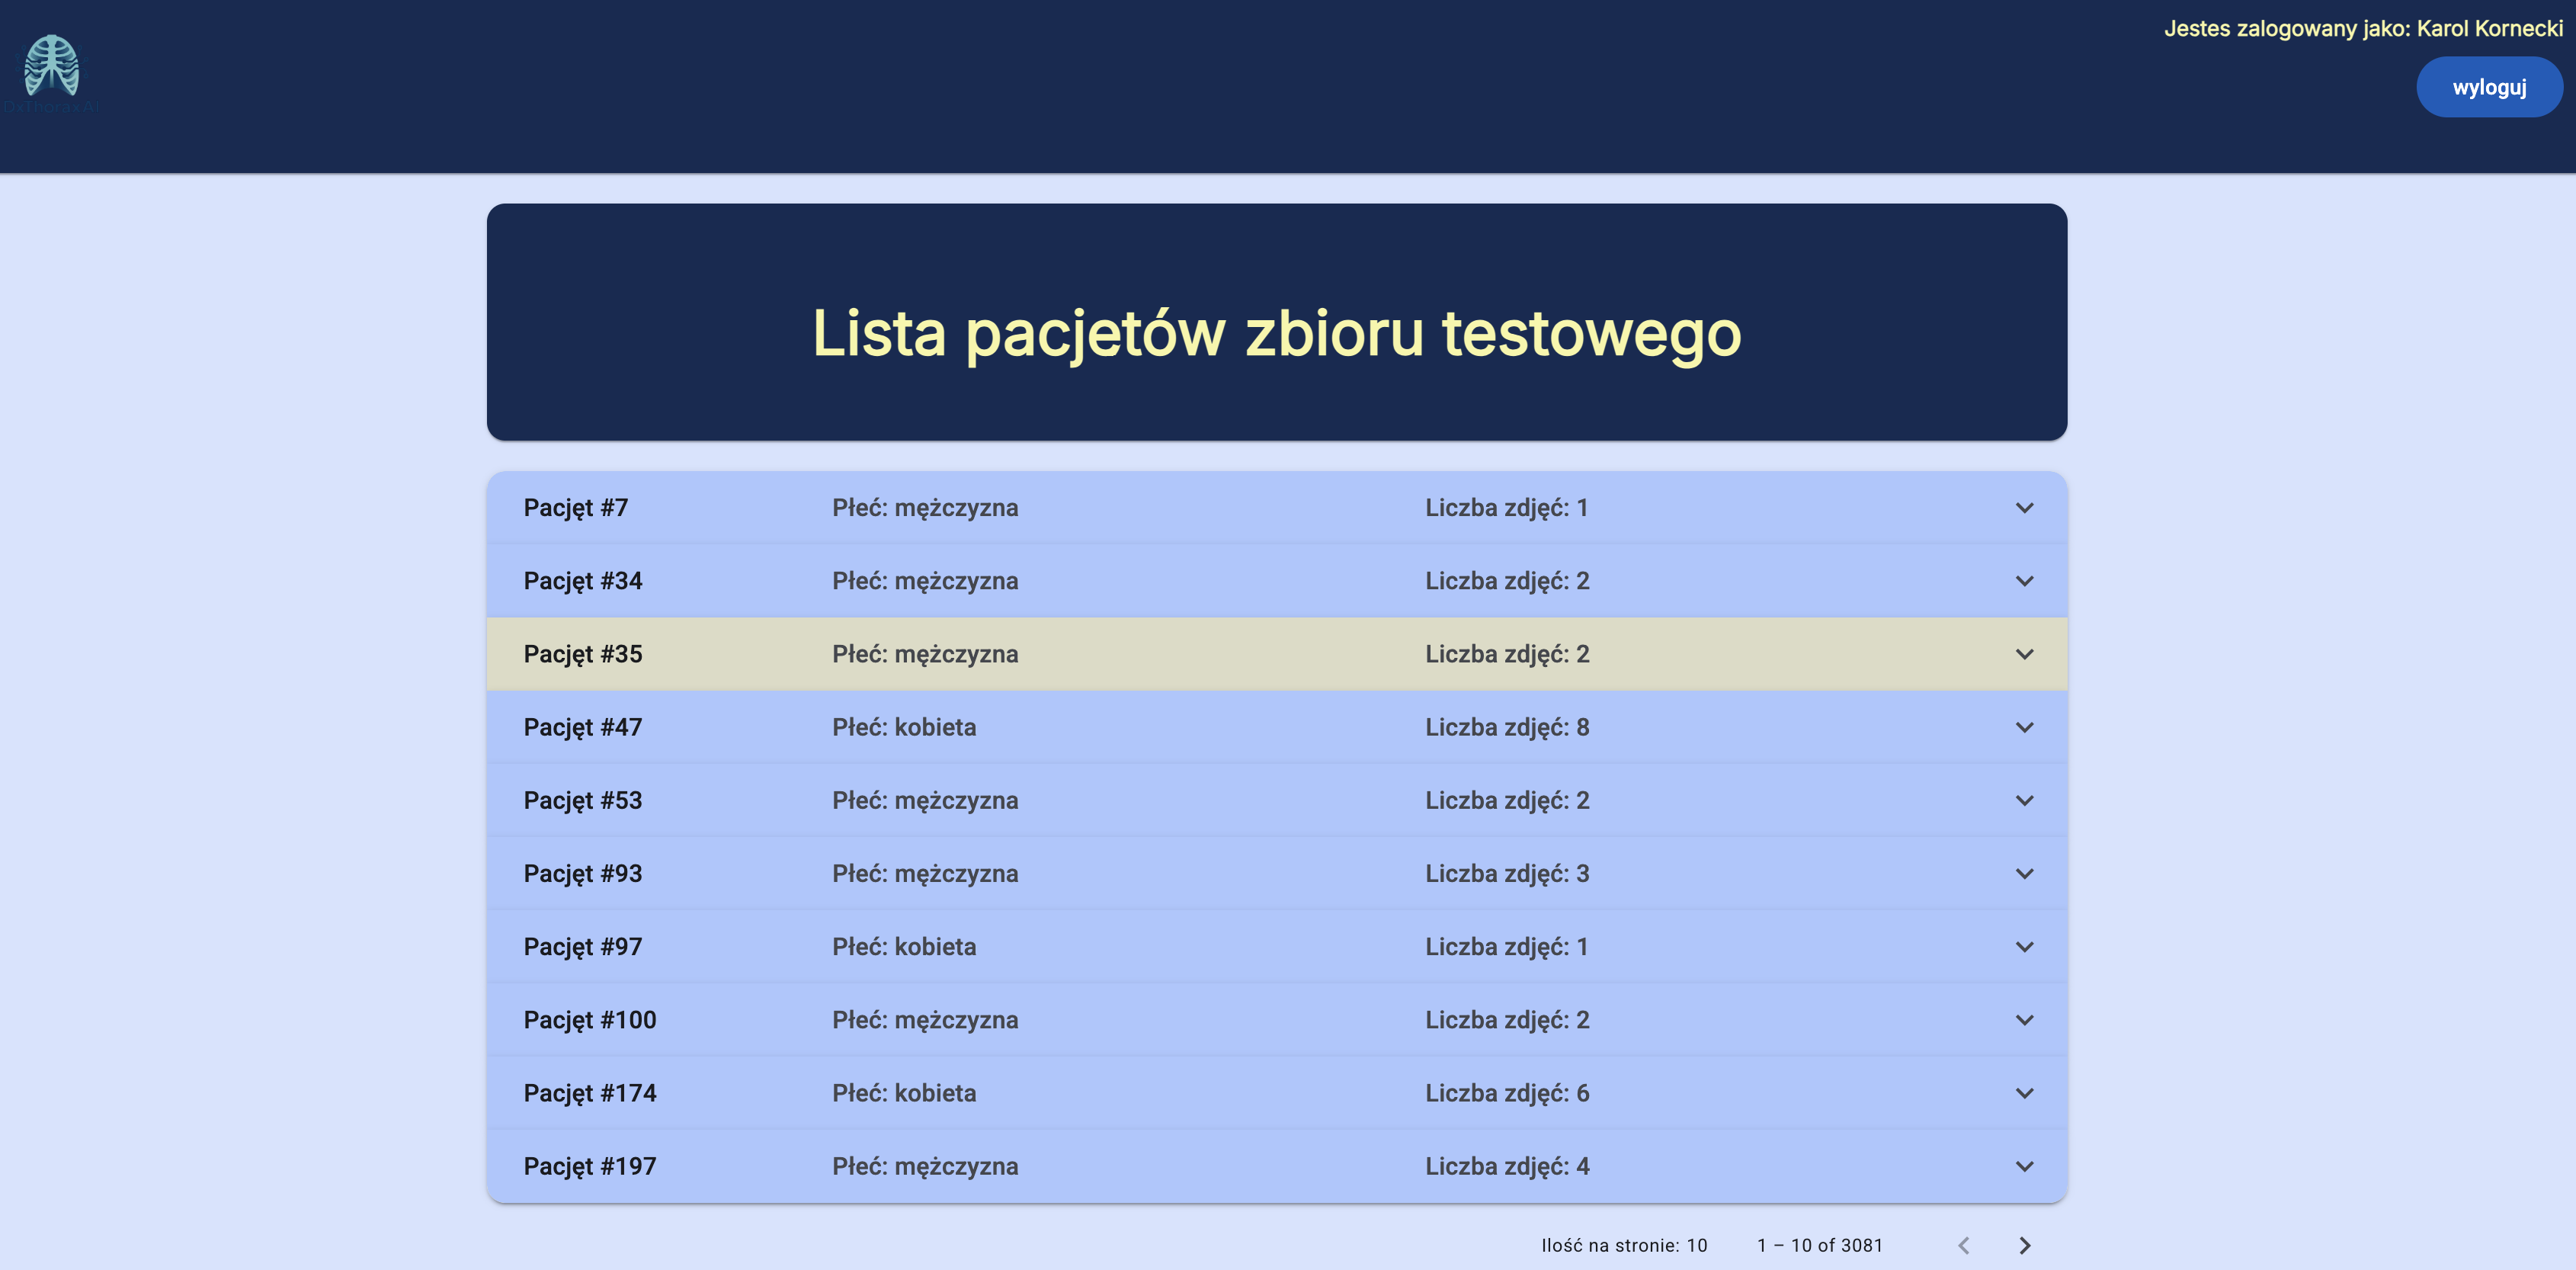 DxThorax Ai
Jestes zalogowany jako: Karol Kornecki
wyloguj
Lista pacjetów zbioru testowego
Pacjęt #7 Płeć: mężczyzna Liczba zdjęć: 1
Pacjęt #34 Płeć: mężczyzna Liczba zdjęć: 2
Pacjęt #35 Płeć: mężczyzna Liczba zdjęć: 2
Pacjęt #47 Płeć: kobieta Liczba zdjęć: 8
Pacjęt #53 Płeć: mężczyzna Liczba zdjęć: 2
Pacjęt #93 Płeć: mężczyzna Liczba zdjęć: 3
Pacjęt #97 Płeć: kobieta Liczba zdjęć: 1
Pacjęt #100 Płeć: mężczyzna Liczba zdjęć: 2
Pacjęt #174 Płeć: kobieta Liczba zdjęć: 6
Pacjęt #197 Płeć: mężczyzna Liczba zdjęć: 4
Ilość na stronie: 10 1 – 10 of 3081